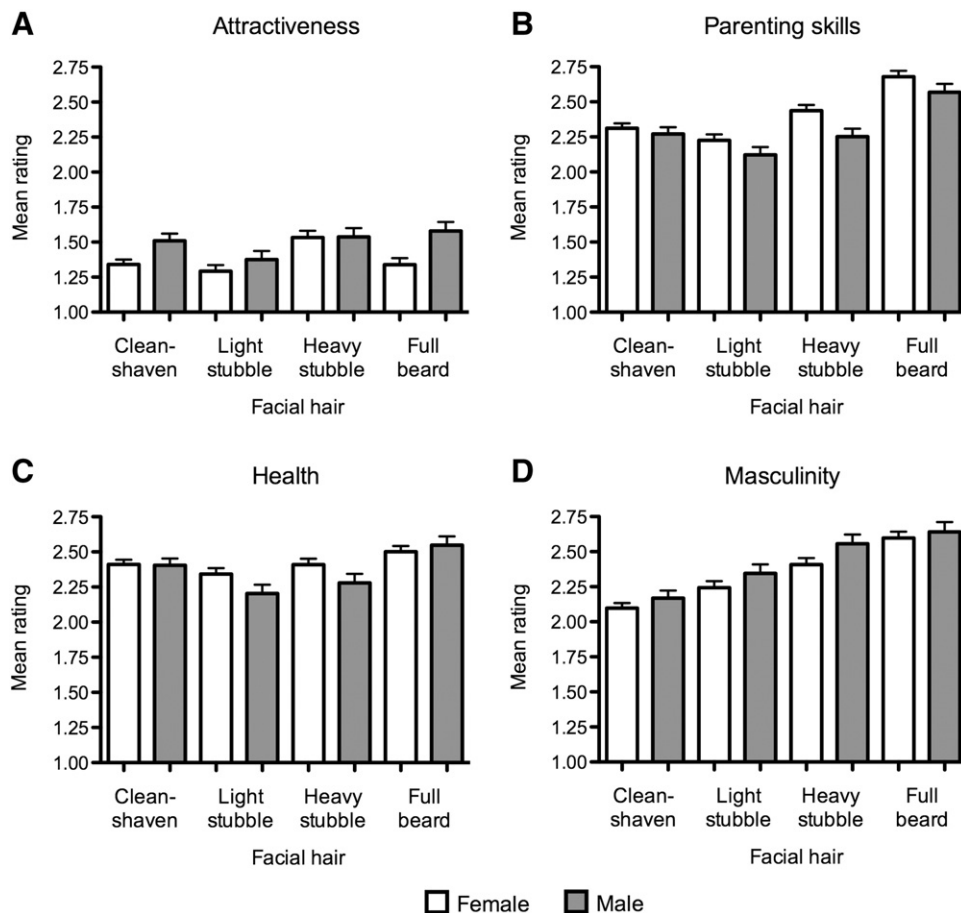 A
Attractiveness
Mean rating
2.75
2.50
2.25
2.00
1.75
1.50
1.25
1.00
Clean-
shaven
Light
stubble
Heavy
stubble
Full
beard
Facial hair
B
Parenting skills
Mean rating
2.75
2.50
2.25
2.00
1.75
1.50
1.25
1.00
Clean-
shaven
Light
stubble
Heavy
stubble
Full
beard
Facial hair
C
Health
Mean rating
2.75
2.50
2.25
2.00
1.75
1.50
1.25
1.00
Clean-
shaven
Light
stubble
Heavy
stubble
Full
beard
Facial hair
D
Masculinity
Mean rating
2.75
2.50
2.25
2.00
1.75
1.50
1.25
1.00
Clean-
shaven
Light
stubble
Heavy
stubble
Full
beard
Facial hair
Female
Male